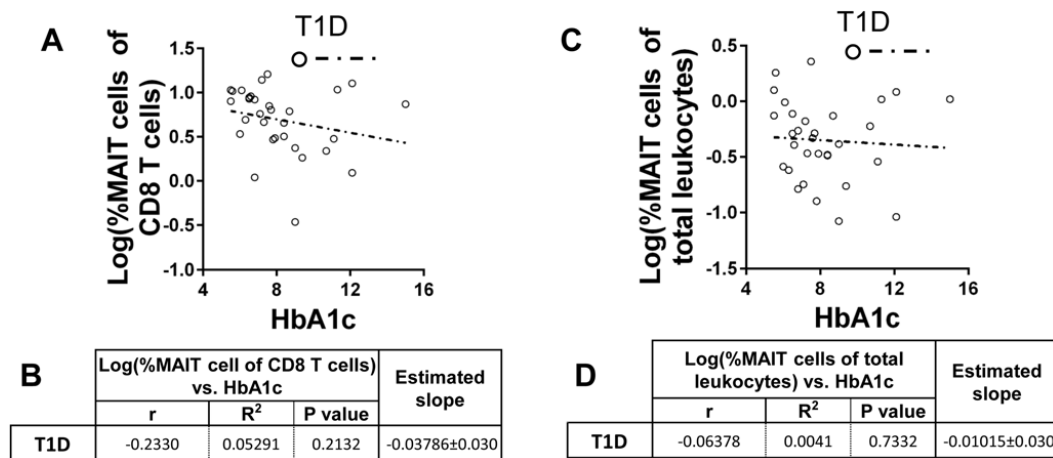 A
T1D
Log(%MAIT cells of
CD8 T cells)
1.5
1.0
0.5
0.0
-0.5
-1.0
4
8
12
16
HbA1c
B
Log(%MAIT cell of CD8 T cells)
vs. HbA1c
Estimated
slope
r
R²
P value
T1D
-0.2330
0.05291
0.2132
-0.03786±0.030
C
T1D
Log(%MAIT cells of
total leukocytes)
0.5
0.0
-0.5
-1.0
-1.5
4
8
12
16
HbA1c
D
Log(%MAIT cells of total
leukocytes) vs. HbA1c
Estimated
slope
r
R²
P value
T1D
-0.06378
0.0041
0.7332
-0.01015±0.030